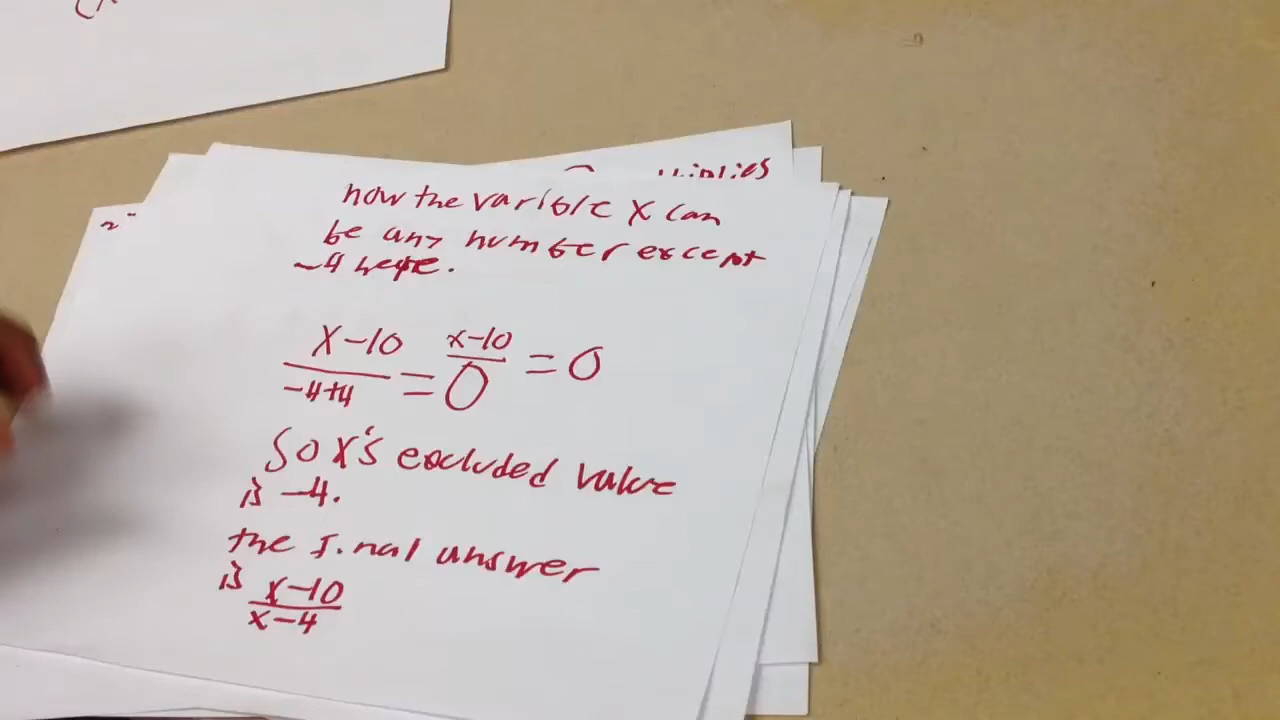 now the varible x can
be any number except
-4 here.
x-10 x-10
-4+4 = 0 = 0
SO X's excluded value
is -4.
the final answer
is x-10
x-4